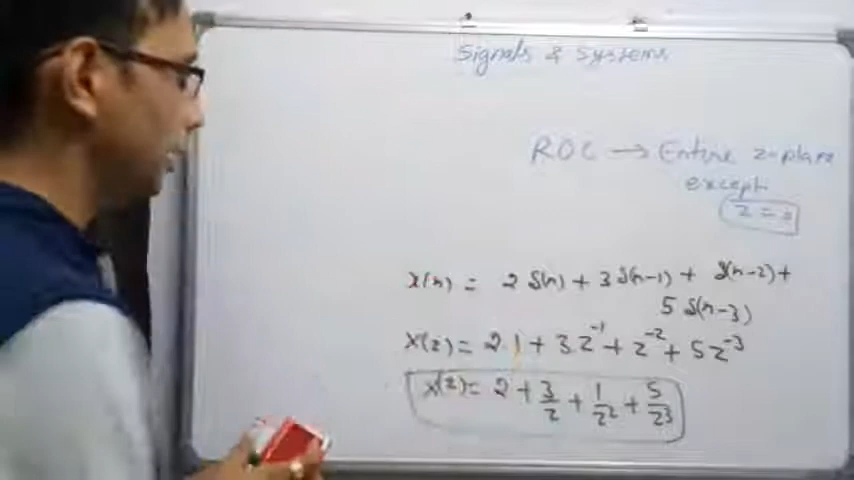 Signals & Systems
ROC → Entire z-plane
except
z = 0
x(n) = 2 δ(n) + 3 δ(n-1) + δ(n-2) +
5 δ(n-3)
X(z) = 2.1 + 3.z⁻¹ + z⁻² + 5z⁻³
X(z) = 2 + 3/z + 1/z² + 5/z³